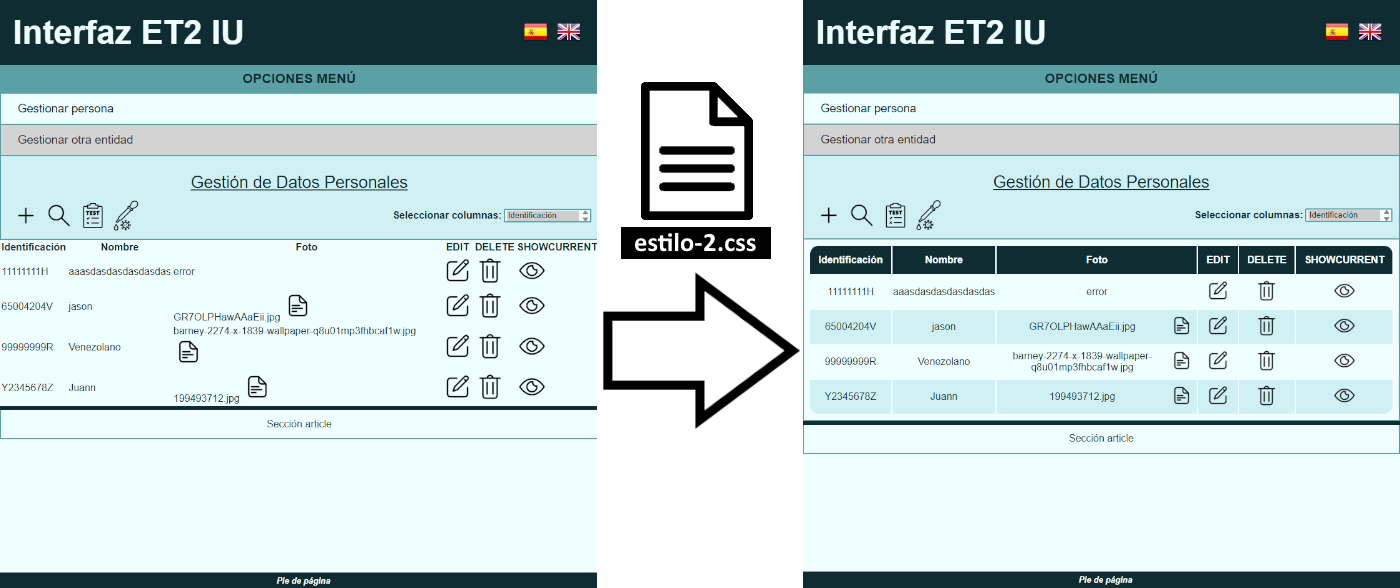 Interfaz ET2 IU
OPCIONES MENÚ
Gestionar persona
Gestionar otra entidad
Gestión de Datos Personales
TEST
Seleccionar columnas: Identificación
Identificación Nombre Foto EDIT DELETE SHOWCURRENT
11111111H aaasdasdasdasdasdas error
65004204V jason GR7OLPHawAAaEii.jpg
barney-2274-x-1839-wallpaper-q8u01mp3fhbcaf1w.jpg
99999999R Venezolano
Y2345678Z Juann 199493712.jpg
Sección article
Pie de página
estilo-2.css
Interfaz ET2 IU
OPCIONES MENÚ
Gestionar persona
Gestionar otra entidad
Gestión de Datos Personales
TEST
Seleccionar columnas: Identificación
Identificación Nombre Foto EDIT DELETE SHOWCURRENT
11111111H aaasdasdasdasdasdas error
65004204V jason GR7OLPHawAAaEii.jpg
99999999R Venezolano barney-2274-x-1839-wallpaper-
q8u01mp3fhbcaf1w.jpg
Y2345678Z Juann 199493712.jpg
Sección article
Pie de página